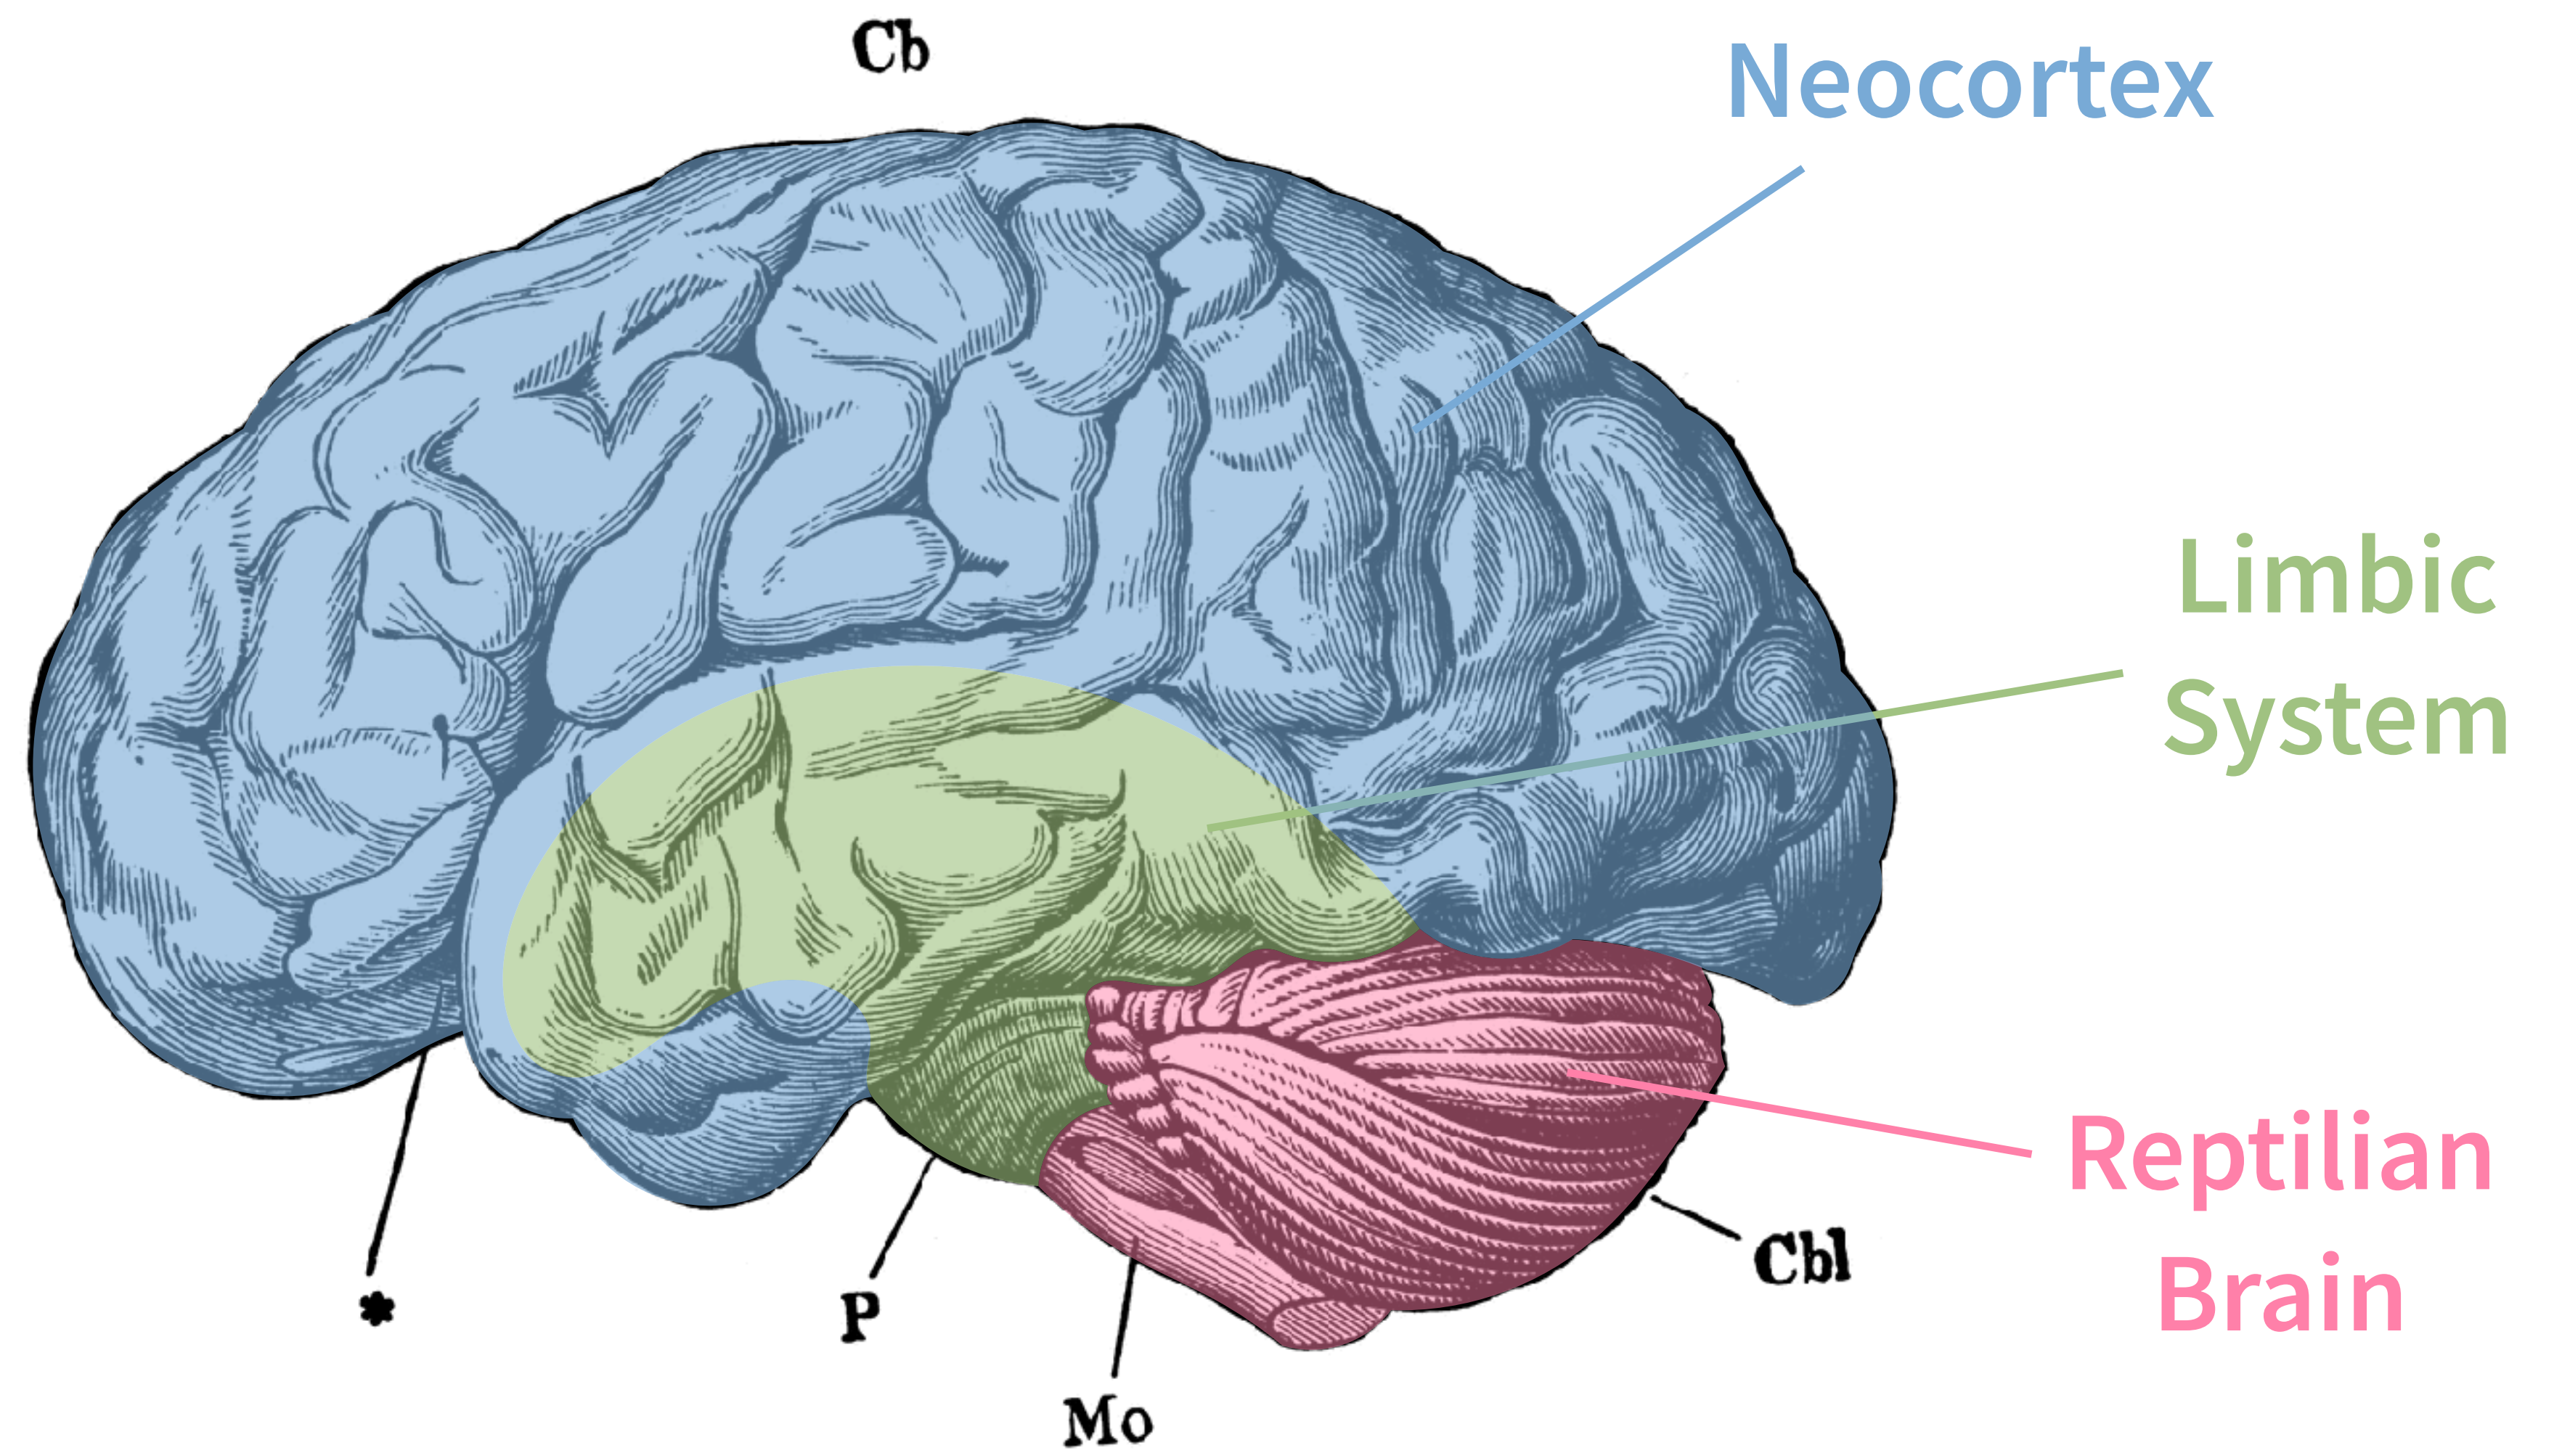 Cb
Neocortex
Limbic
System
Reptilian
Brain
Cbl
*
P
Mo